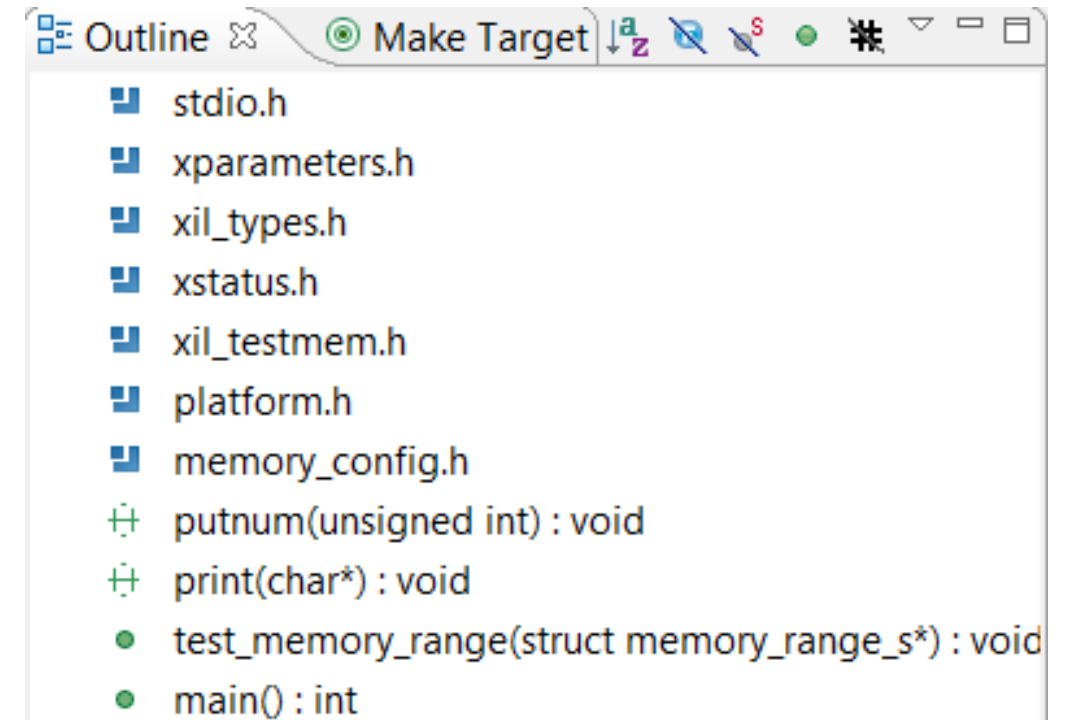 Outline Make Target
stdio.h
xparameters.h
xil_types.h
xstatus.h
xil_testmem.h
platform.h
memory_config.h
putnum(unsigned int) : void
print(char*) : void
test_memory_range(struct memory_range_s*) : void
main() : int